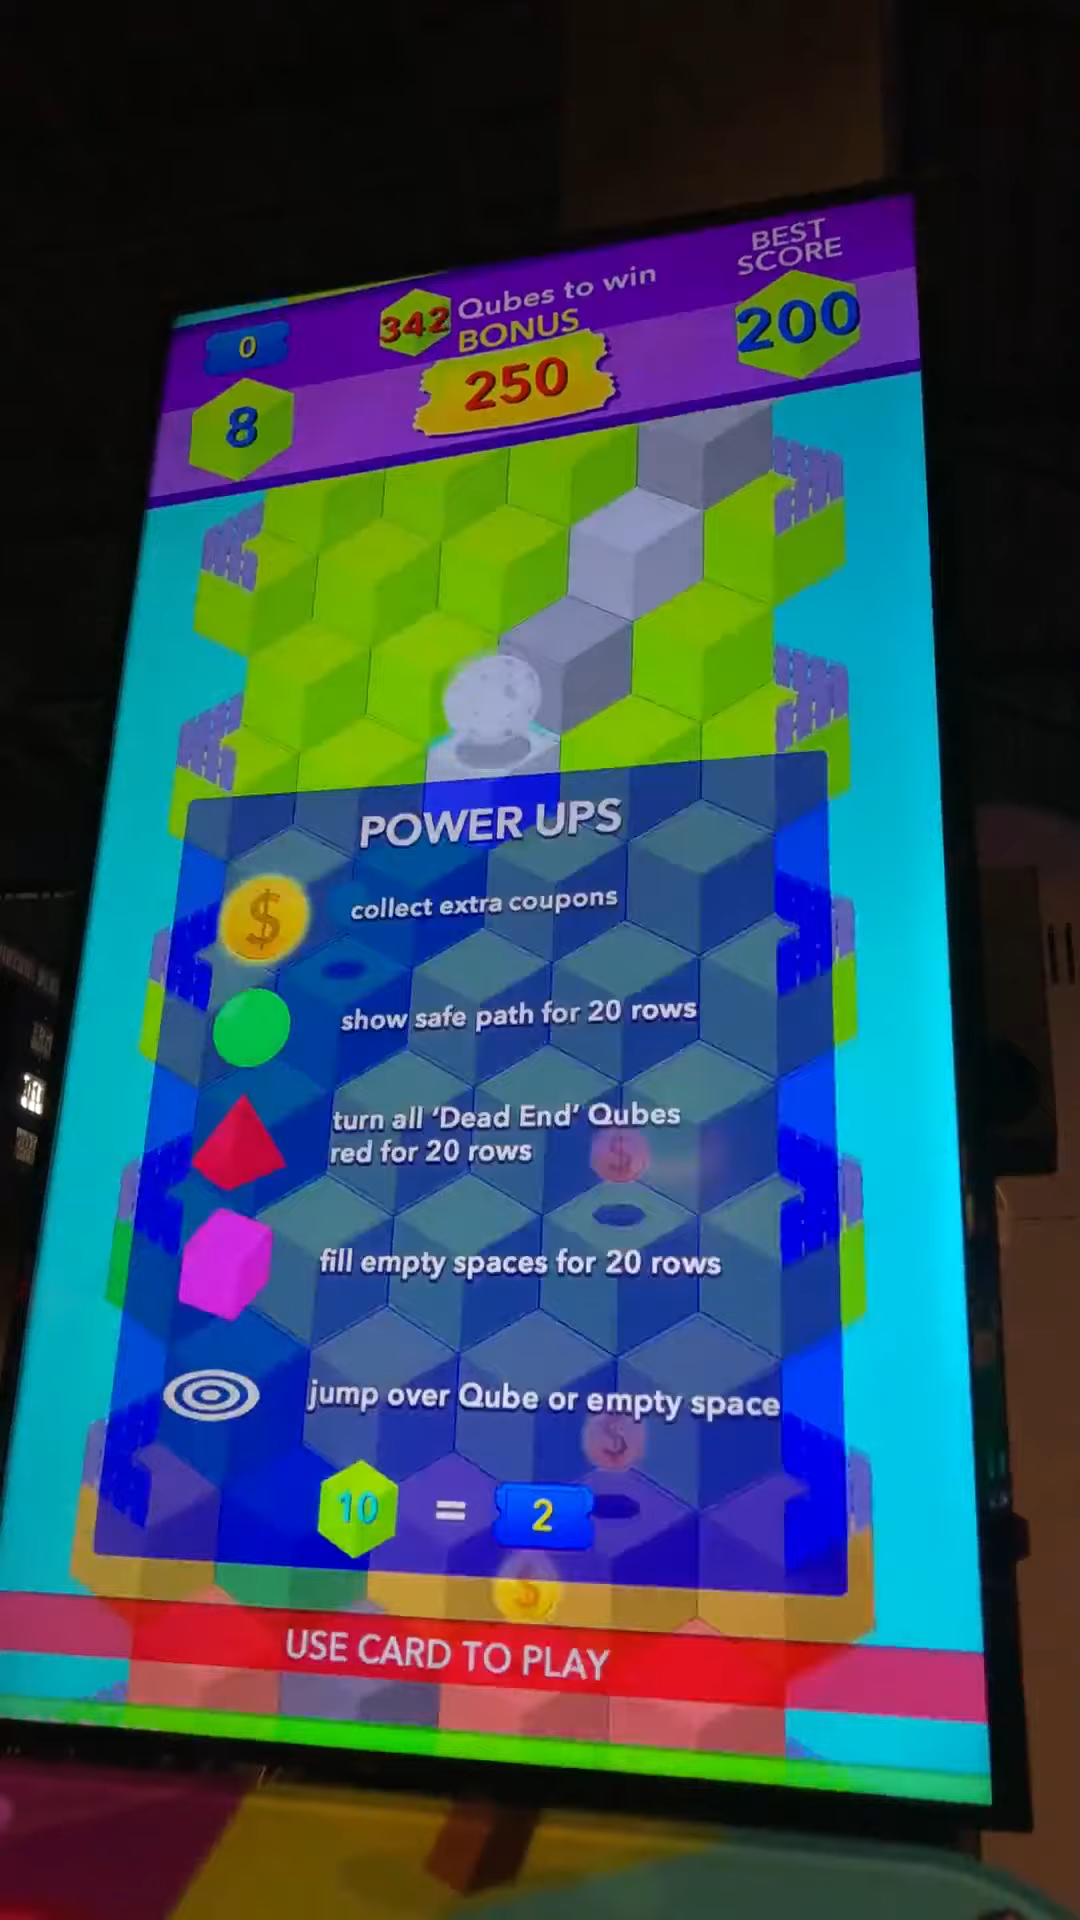 BEST
SCORE
342 Qubes to win
BONUS
200
0
250
8
POWER UPS
$ collect extra coupons
show safe path for 20 rows
turn all ‘Dead End’ Qubes
red for 20 rows
$
fill empty spaces for 20 rows
jump over Qube or empty space
$
10 = 2
$
USE CARD TO PLAY